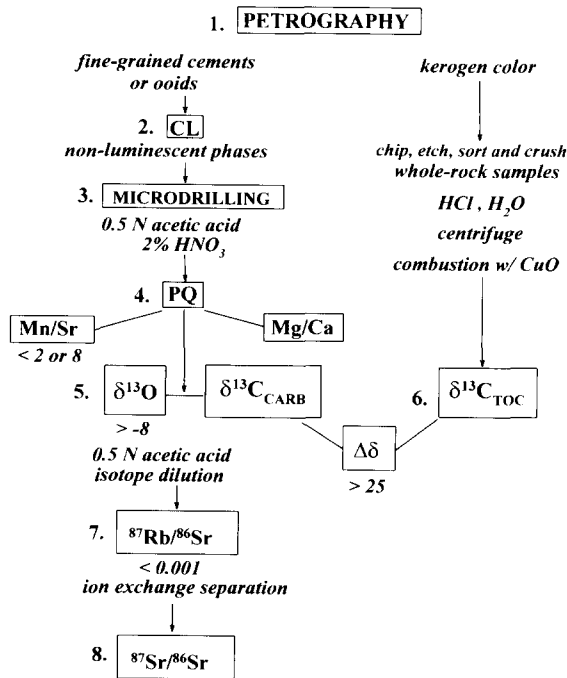 1. PETROGRAPHY
fine-grained cements
or ooids
2. CL
non-luminescent phases
3. MICRODRILLING
0.5 N acetic acid
2% HNO₃
4. PQ
Mn/Sr
< 2 or 8
Mg/Ca
5. δ¹³O
> -8
δ¹³C_CARB
kerogen color
chip, etch, sort and crush
whole-rock samples
HCl , H₂O
centrifuge
combustion w/ CuO
6. δ¹³C_TOC
Δδ
> 25
0.5 N acetic acid
isotope dilution
7. ⁸⁷Rb/⁸⁶Sr
< 0.001
ion exchange separation
8. ⁸⁷Sr/⁸⁶Sr